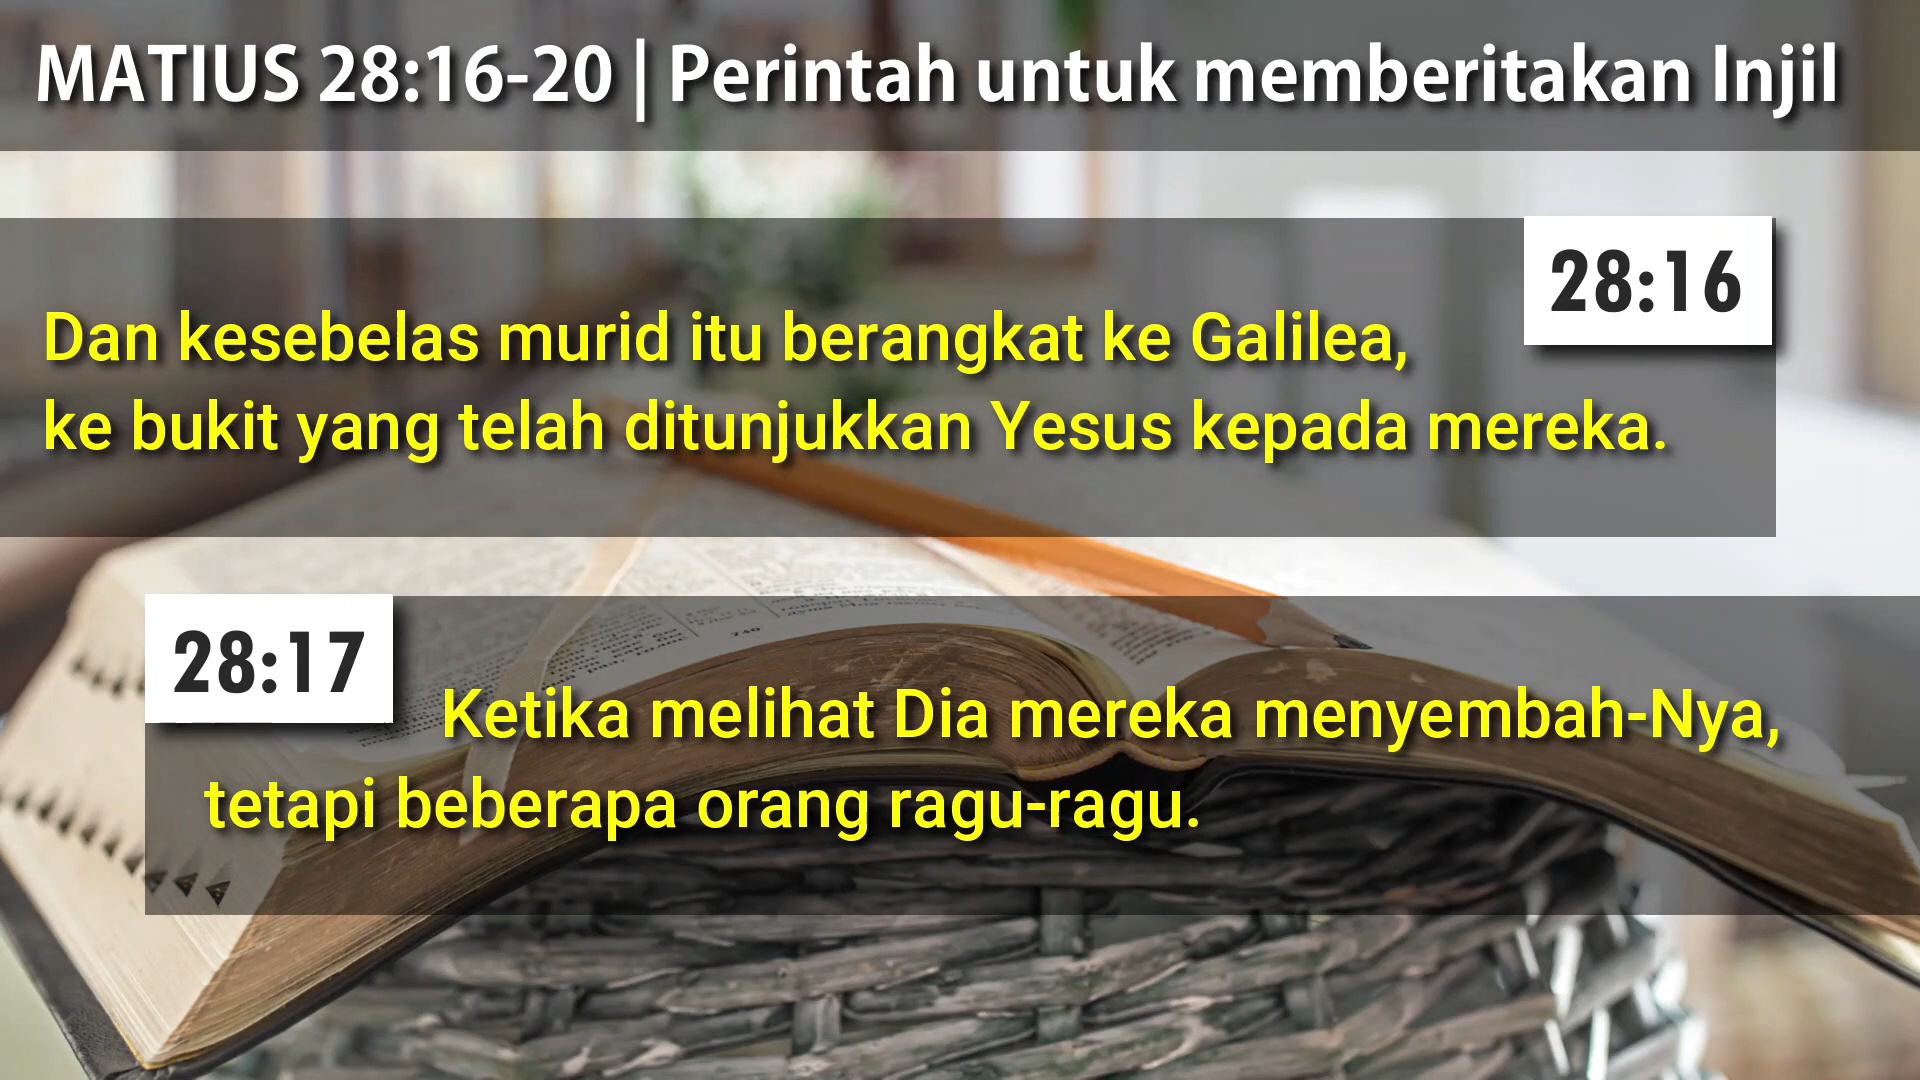 MATIUS 28:16-20 | Perintah untuk memberitakan Injil
28:16
Dan kesebelas murid itu berangkat ke Galilea,
ke bukit yang telah ditunjukkan Yesus kepada mereka.
28:17
Ketika melihat Dia mereka menyembah-Nya,
tetapi beberapa orang ragu-ragu.